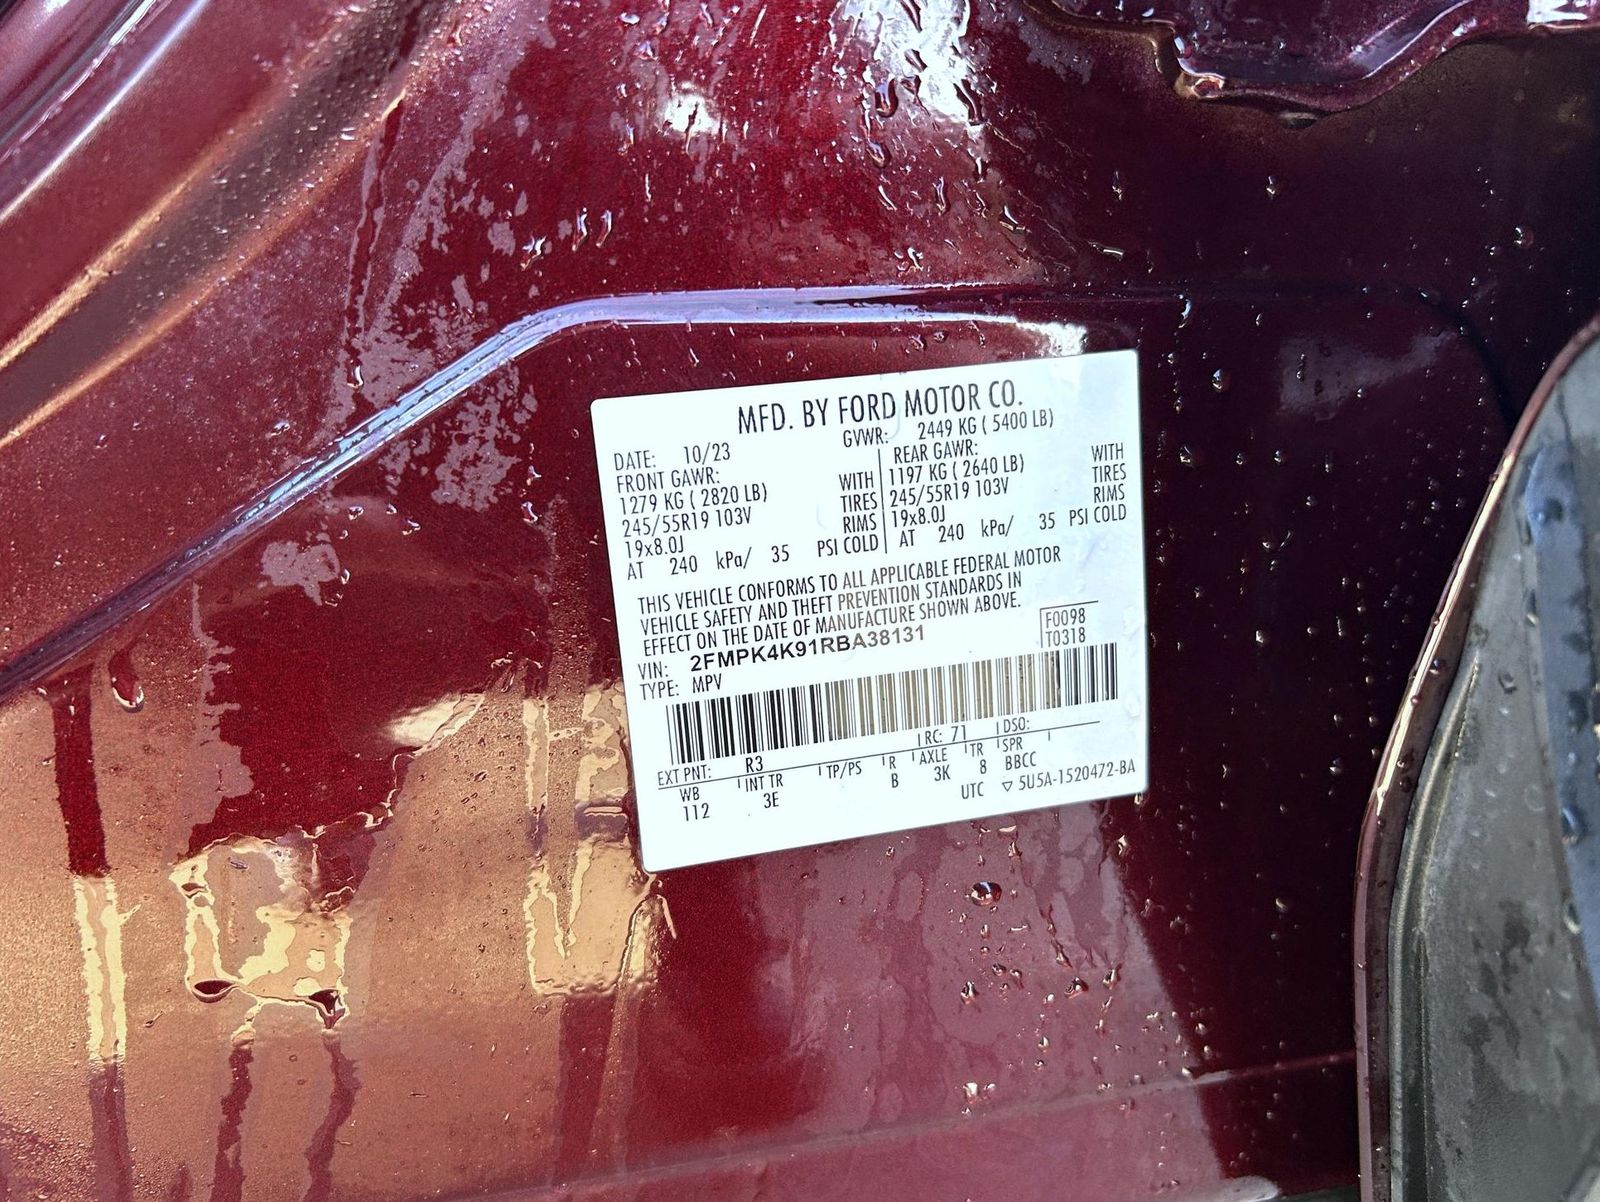 MFD. BY FORD MOTOR CO.
DATE: 10/23 GVWR: 2449 KG ( 5400 LB)
FRONT GAWR: REAR GAWR:
1279 KG ( 2820 LB) WITH 1197 KG ( 2640 LB) WITH
245/55R19 103V TIRES 245/55R19 103V TIRES
19x8.0J RIMS 19x8.0J RIMS
AT 240 kPa/ 35 PSI COLD AT 240 kPa/ 35 PSI COLD
THIS VEHICLE CONFORMS TO ALL APPLICABLE FEDERAL MOTOR
VEHICLE SAFETY AND THEFT PREVENTION STANDARDS IN
EFFECT ON THE DATE OF MANUFACTURE SHOWN ABOVE.
VIN: 2FMPK4K91RBA38131 F0098
TYPE: MPV T0318
EXT PNT: R3 RC: 71 DSO:
WB INT TR TP/PS R AXLE TR SPR
112 3E B 3K 8 BBCC
UTC ▽ 5U5A-1520472-BA